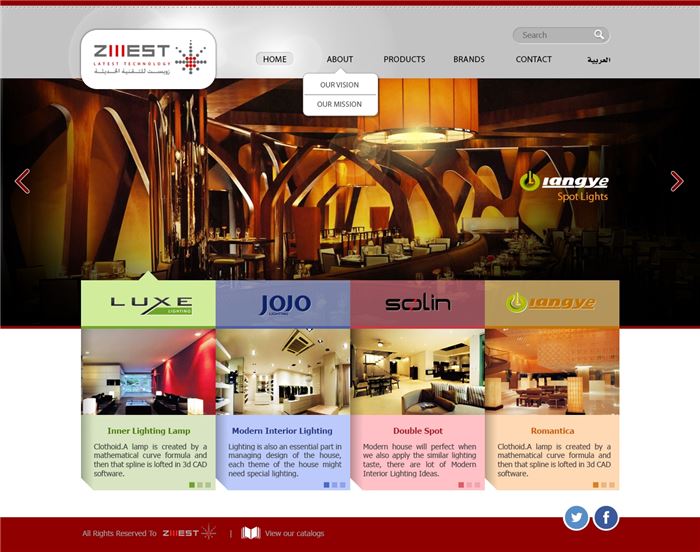 Search
ZWEST
LATEST TECHNOLOGY
زويست للتقنية الحديثة
HOME
ABOUT
PRODUCTS
BRANDS
CONTACT
العربية
OUR VISION
OUR MISSION
langye
Spot Lights
LUXE
LIGHTING
JOJO
LIGHTING
solin
langye
Inner Lighting Lamp
Clothoid.A lamp is created by a
mathematical curve formula and
then that spline is lofted in 3d CAD
software.
Modern Interior Lighting
Lighting is also an essential part in
managing design of the house,
each theme of the house might
need special lighting.
Double Spot
Modern house will perfect when
we also apply the similar lighting
taste, there are lot of Modern
Interior Lighting Ideas.
Romantica
Clothoid.A lamp is created by a
mathematical curve formula and
then that spline is lofted in 3d CAD
software.
All Rights Reserved To ZWEST | View our catalogs